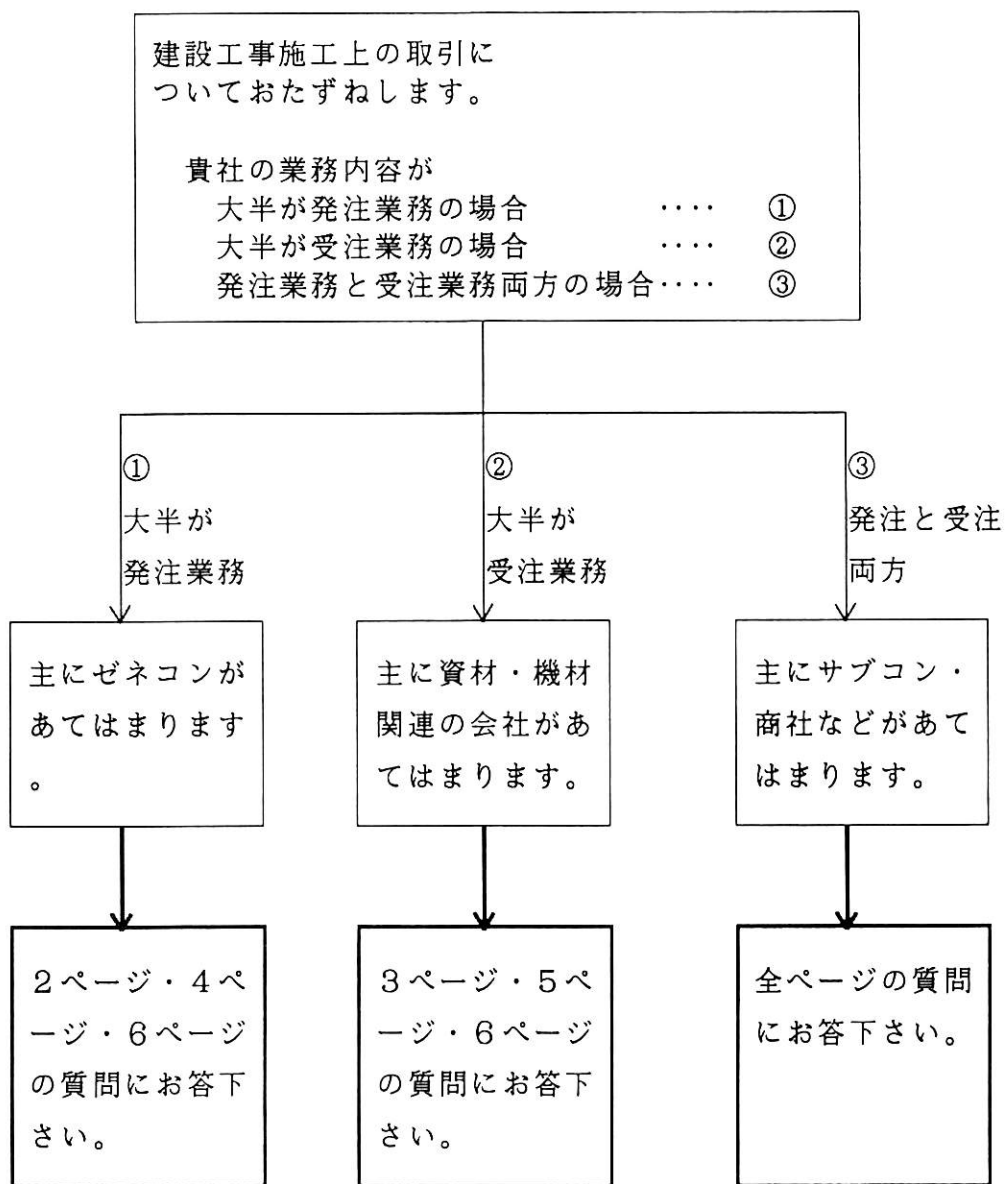 建設工事施工上の取引に
ついておたずねします。
貴社の業務内容が
大半が発注業務の場合 ‥‥ ①
大半が受注業務の場合 ‥‥ ②
発注業務と受注業務両方の場合‥‥ ③
①
大半が
発注業務
②
大半が
受注業務
③
発注と受注
両方
主にゼネコンが
あてはまります
。
主に資材・機材
関連の会社があ
てはまります。
主にサブコン・
商社などがあて
はまります。
2ページ・4ペ
ージ・6ページ
の質問にお答下
さい。
3ページ・5ペ
ージ・6ページ
の質問にお答下
さい。
全ページの質問
にお答下さい。